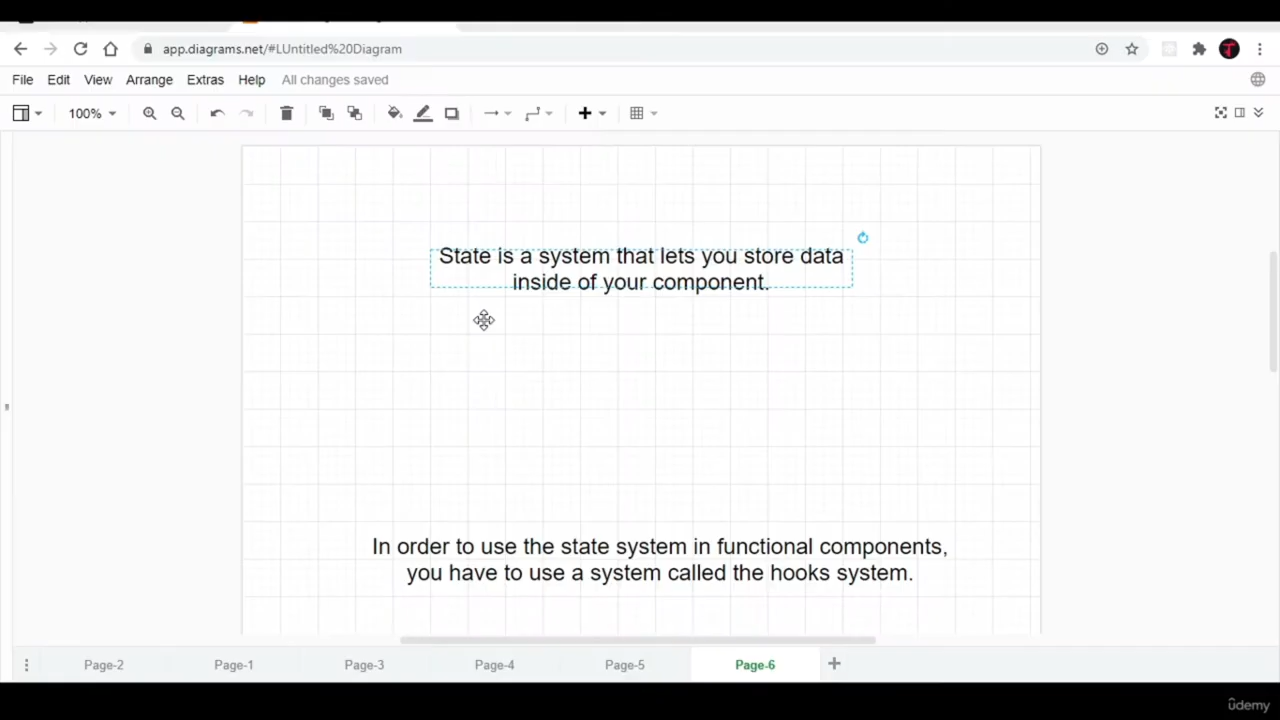 app.diagrams.net/#LUntitled%20Diagram
File Edit View Arrange Extras Help All changes saved
100%
State is a system that lets you store data
inside of your component.
In order to use the state system in functional components,
you have to use a system called the hooks system.
Page-2 Page-1 Page-3 Page-4 Page-5 Page-6
udemy